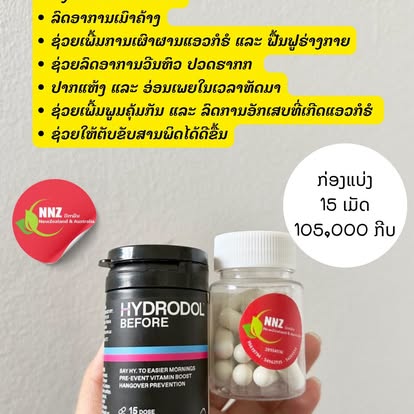 • ລົດອາການເມົາຄ້າງ
• ຊ່ວຍເພີ້ມການເຜົາຜານແອວກໍຮໍ ແລະ ຟື້ນຟູຮ່າງກາຍ
• ຊ່ວຍລົດອາການວິນຫົວ ປວດຮາກກ
• ປາກແຫ້ງ ແລະ ອ່ອນເພຍໃນເວລາທັດມາ
• ຊ່ວຍເພີ້ມພູມຄຸ້ມກັນ ແລະ ລົດການອັກເສບທີ່ເກີດແອວກໍຮໍ
• ຊ່ວຍໃຫ້ຕັບຂັບສານພິດໄດ້ດີຂຶ້ນ
ກ່ອງແບ່ງ
15 ເມັດ
105,000 ກີບ
NNZ
NewZealand & Australia
HYDRODOL
BEFORE
SAY HY, TO EASIER MORNINGS
PRE-EVENT VITAMIN BOOST
HANGOVER PREVENTION
15 DOSE
NNZ
NewZealand & Australia